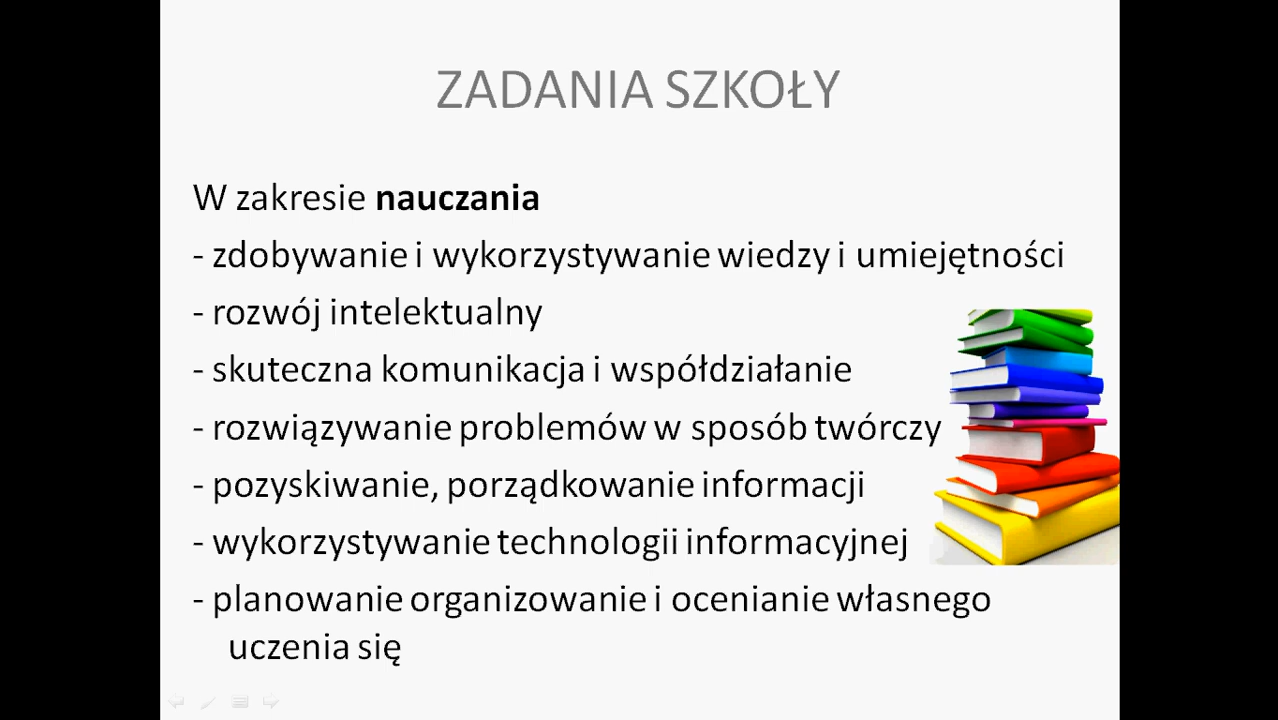 ZADANIA SZKOŁY
W zakresie nauczania
- zdobywanie i wykorzystywanie wiedzy i umiejętności
- rozwój intelektualny
- skuteczna komunikacja i współdziałanie
- rozwiązywanie problemów w sposób twórczy
- pozyskiwanie, porządkowanie informacji
- wykorzystywanie technologii informacyjnej
- planowanie organizowanie i ocenianie własnego
uczenia się